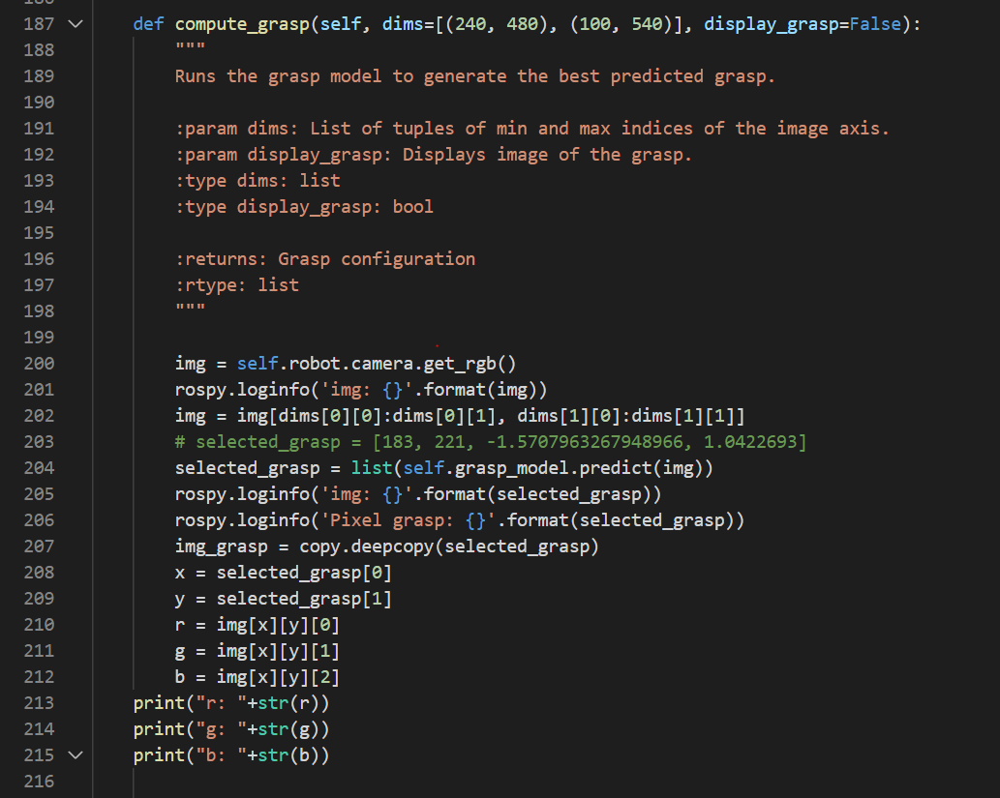 187 def compute_grasp(self, dims=[(240, 480), (100, 540)], display_grasp=False):
188 """
189 Runs the grasp model to generate the best predicted grasp.
190
191 :param dims: List of tuples of min and max indices of the image axis.
192 :param display_grasp: Displays image of the grasp.
193 :type dims: list
194 :type display_grasp: bool
195
196 :returns: Grasp configuration
197 :rtype: list
198 """
199
200 img = self.robot.camera.get_rgb()
201 rospy.loginfo('img: {}'.format(img))
202 img = img[dims[0][0]:dims[0][1], dims[1][0]:dims[1][1]]
203 # selected_grasp = [183, 221, -1.5707963267948966, 1.0422693]
204 selected_grasp = list(self.grasp_model.predict(img))
205 rospy.loginfo('img: {}'.format(selected_grasp))
206 rospy.loginfo('Pixel grasp: {}'.format(selected_grasp))
207 img_grasp = copy.deepcopy(selected_grasp)
208 x = selected_grasp[0]
209 y = selected_grasp[1]
210 r = img[x][y][0]
211 g = img[x][y][1]
212 b = img[x][y][2]
213 print("r: "+str(r))
214 print("g: "+str(g))
215 print("b: "+str(b))
216